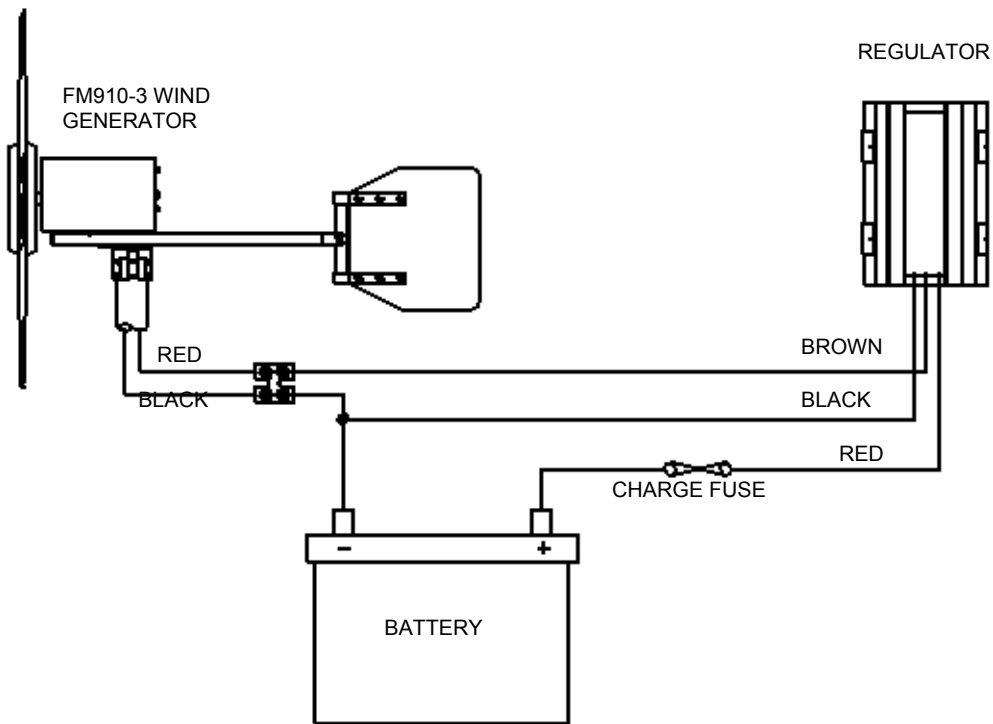 REGULATOR
FM910-3 WIND
GENERATOR
RED
BROWN
BLACK
BLACK
RED
CHARGE FUSE
− +
BATTERY